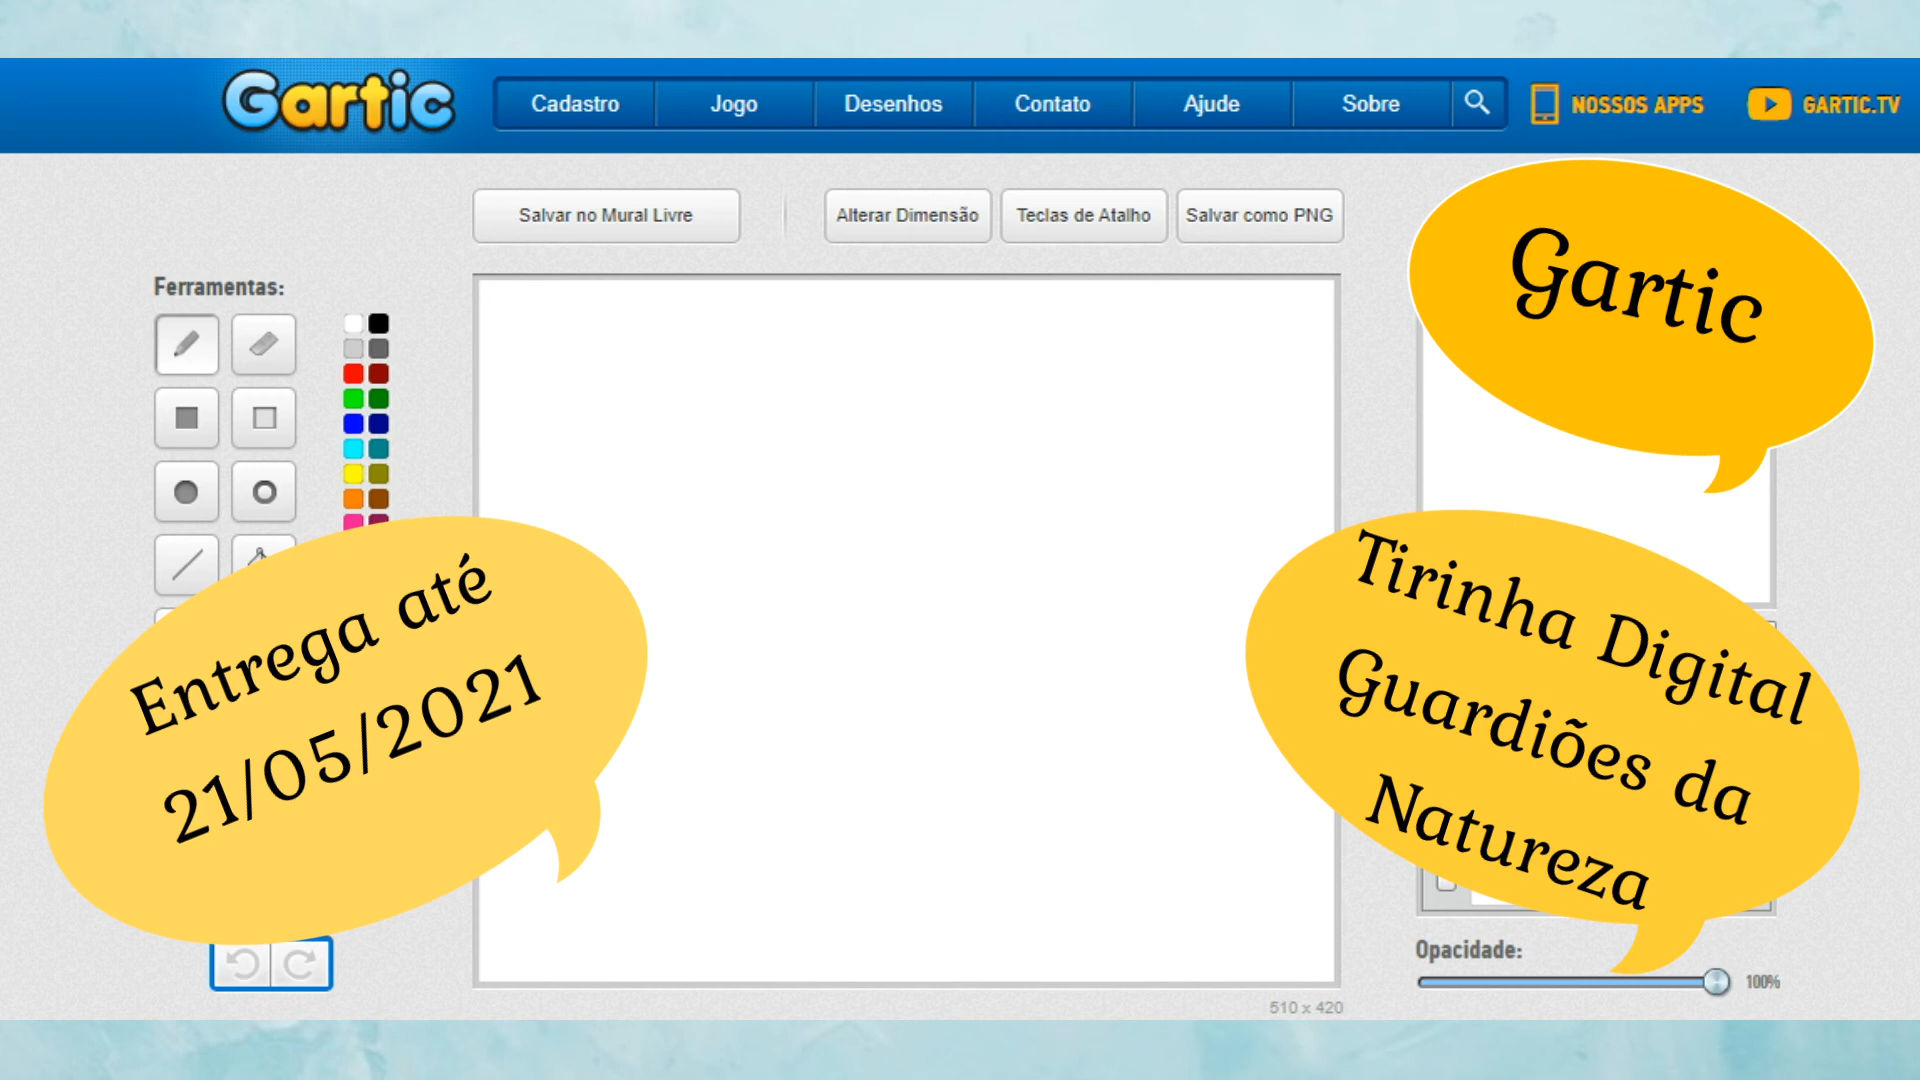 Gartic
Cadastro
Jogo
Desenhos
Contato
Ajude
Sobre
NOSSOS APPS
GARTIC.TV
Salvar no Mural Livre
Alterar Dimensão
Teclas de Atalho
Salvar como PNG
Ferramentas:
Gartic
Entrega até
21/05/2021
Tirinha Digital
Guardiões da
Natureza
Opacidade:
100%
510 x 420